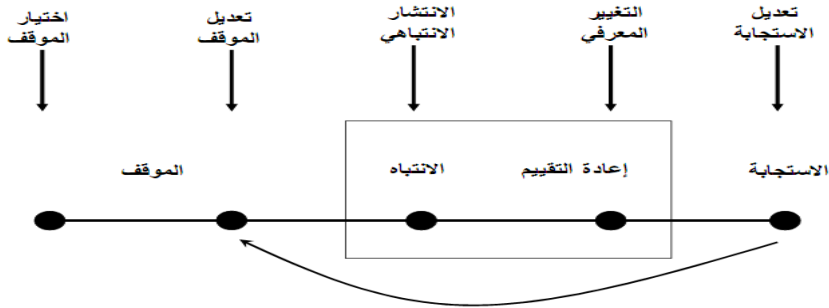 تعديل
الاستجابة
التغيير
المعرفي
الانتشار
الانتباهي
تعديل
الموقف
اختيار
الموقف
الموقف
الانتباه
إعادة التقييم
الاستجابة